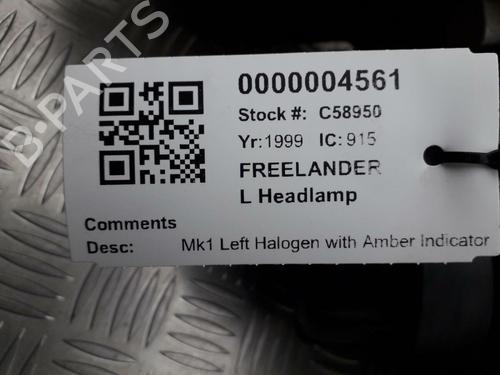 B-PARTS
0000004561
Stock #: C58950
Yr:1999 IC:915
FREELANDER
L Headlamp
Comments
Desc: Mk1 Left Halogen with Amber Indicator